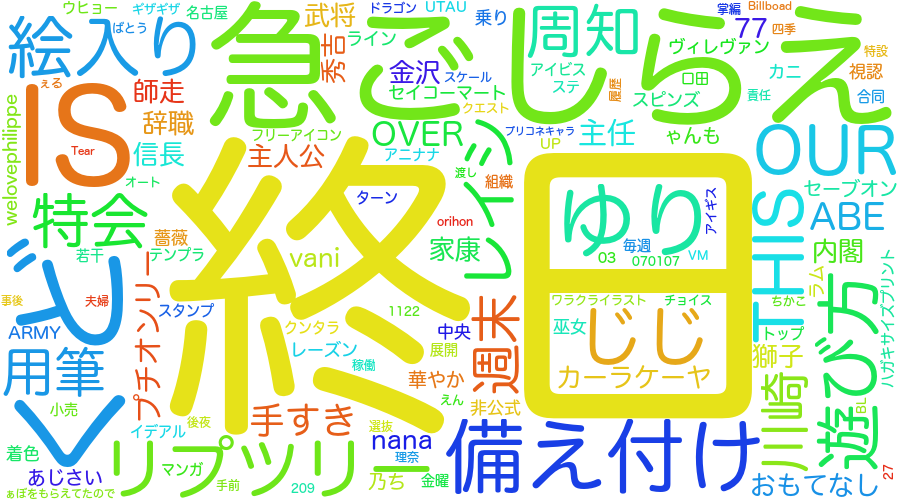 ウヒョー
ギザギザ
名古屋
ばとう
武将
ドラゴン
UTAU
乗り
掌編
Billboad
四季
特設
絵入り
急
ご
しらえ
周知
77
ヴィレヴァン
秀吉
ライン
金沢
スケール
アイビス
口田
カニ
視認
セイコーマート
クエスト
ステ
スピンズ
責任
合同
ぇる
師走
IS
辞職
フリーアイコン
OVER
プリコネキャラ
UP
主任
ゃんも
welovephilippe
Tear
信長
主人公
アニナナ
渡し
OUR
オート
組織
レイシ
セーブオン
特会
薔薇
ターン
orihon
ゆり
アイギス
THIS
ABE
終
日
どく
若干
テンプラ
vani
家康
毎週
03
070107
VM
内閣
ラム
事後
夫婦
スタンプ
1122
ワラクライラスト
チョイス
ちかこ
ARMY
プチオンリー
クンタラ
中央
週末
巫女
じじ
トップ
遊び方
ハガキサイズプリント
用筆
レーズン
展開
稼働
獅子
華やか
カーラケーヤ
小売
えん
非公式
川崎
BL
後夜
手すき
選抜
着色
イデアル
リプツリー
nana
備え付け
あじさい
マンガ
理奈
おもてなし
27
ぁぽをもらえてたので
手前
209
乃ち
金曜